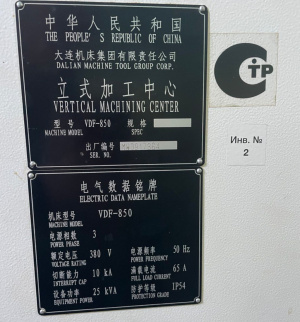 中华人民共和国
THE PEOPLE'S REPUBLIC OF CHINA
大连机床集团有限责任公司
DALIAN MACHINE TOOL GROUP CORP.
立式加工中心
VERTICAL MACHINING CENTER
型号 VDF-850 规格
MACHINE MODEL SPEC
出厂编号
SER. NO.
电气数据铭牌
ELECTRIC DATA NAMEPLATE
机床型号 VDF-850
MACHINE MODEL
电源相数 3
POWER PHASE
额定电压 380 V 电源频率 50 Hz
VOLTAGE RATING POWER FREQUENCY
切断能力 10 kA 满载电流 65 A
INTERRUPT CAP FULL LOAD CURRENT
设备功率 25 kVA 防护等级 IP54
EQUIPMENT POWER PROTECTION GRADE
СТР
Инв. №
2